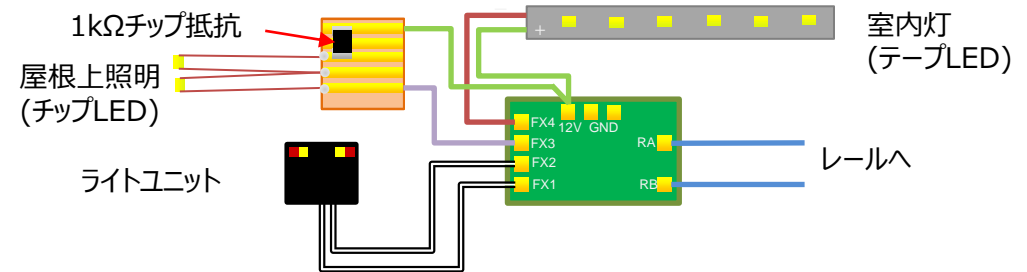 1kΩチップ抵抗
屋根上照明
(チップLED)
ライトユニット
室内灯
(テープLED)
+
FX4 12V GND
FX3 RA
FX2
FX1 RB
レールへ